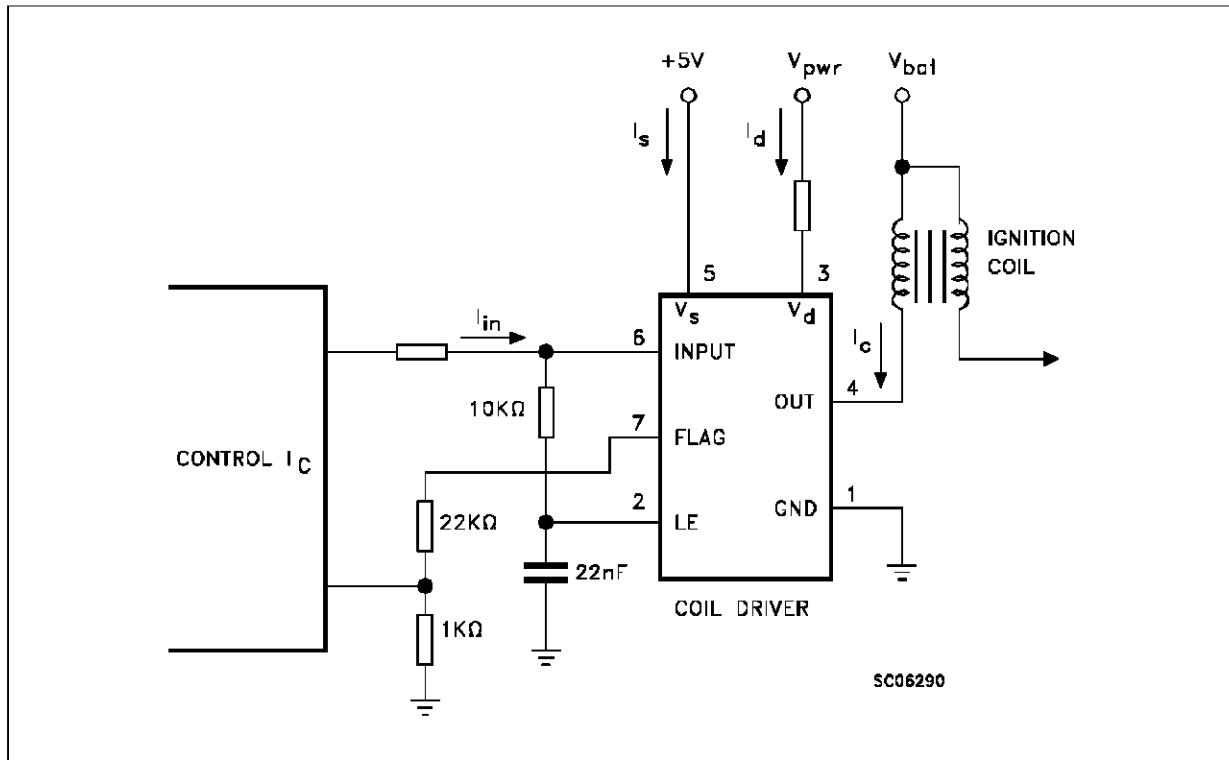 +5V
Vpwr
Vbat
Is
Id
IGNITION
COIL
5
3
Vs
Vd
Iin
6
INPUT
Ic
10KΩ
OUT
4
7
FLAG
CONTROL IC
22KΩ
2
LE
GND
1
22nF
COIL DRIVER
1KΩ
SC06290